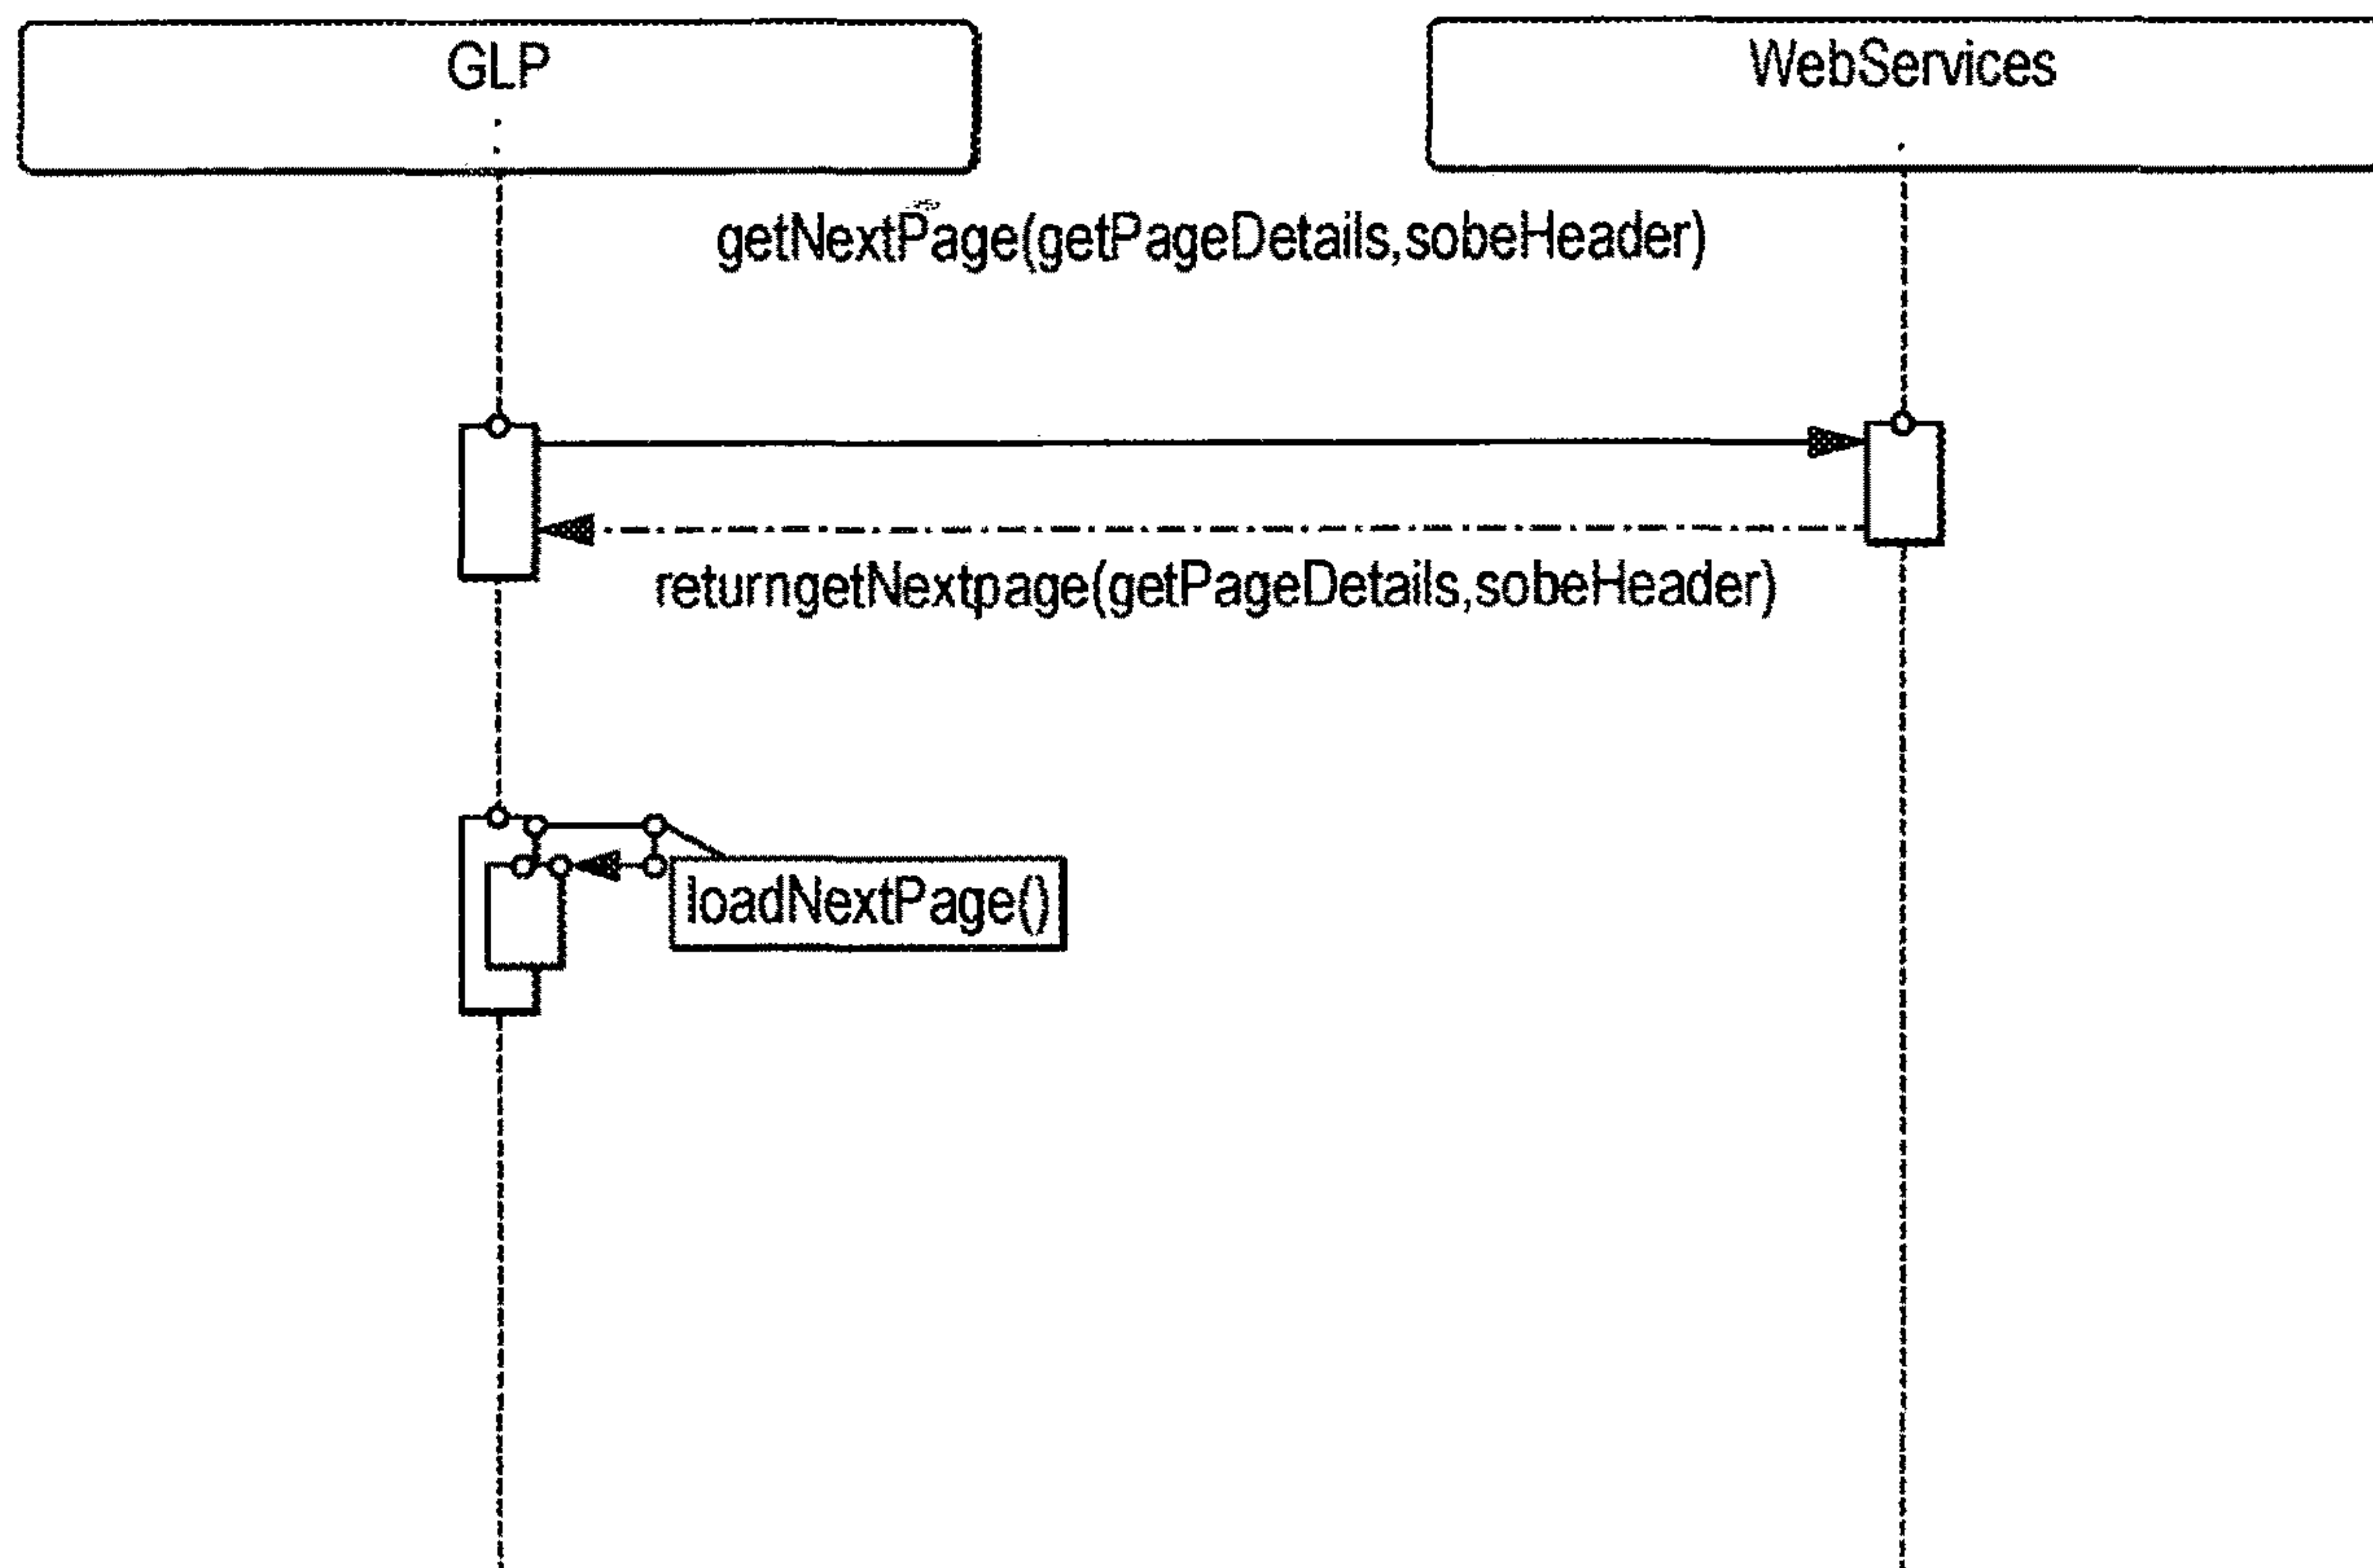 GLP
WebServices
getNextPage(getPageDetails,sobeHeader)
returngetNextpage(getPageDetails,sobeHeader)
loadNextPage()